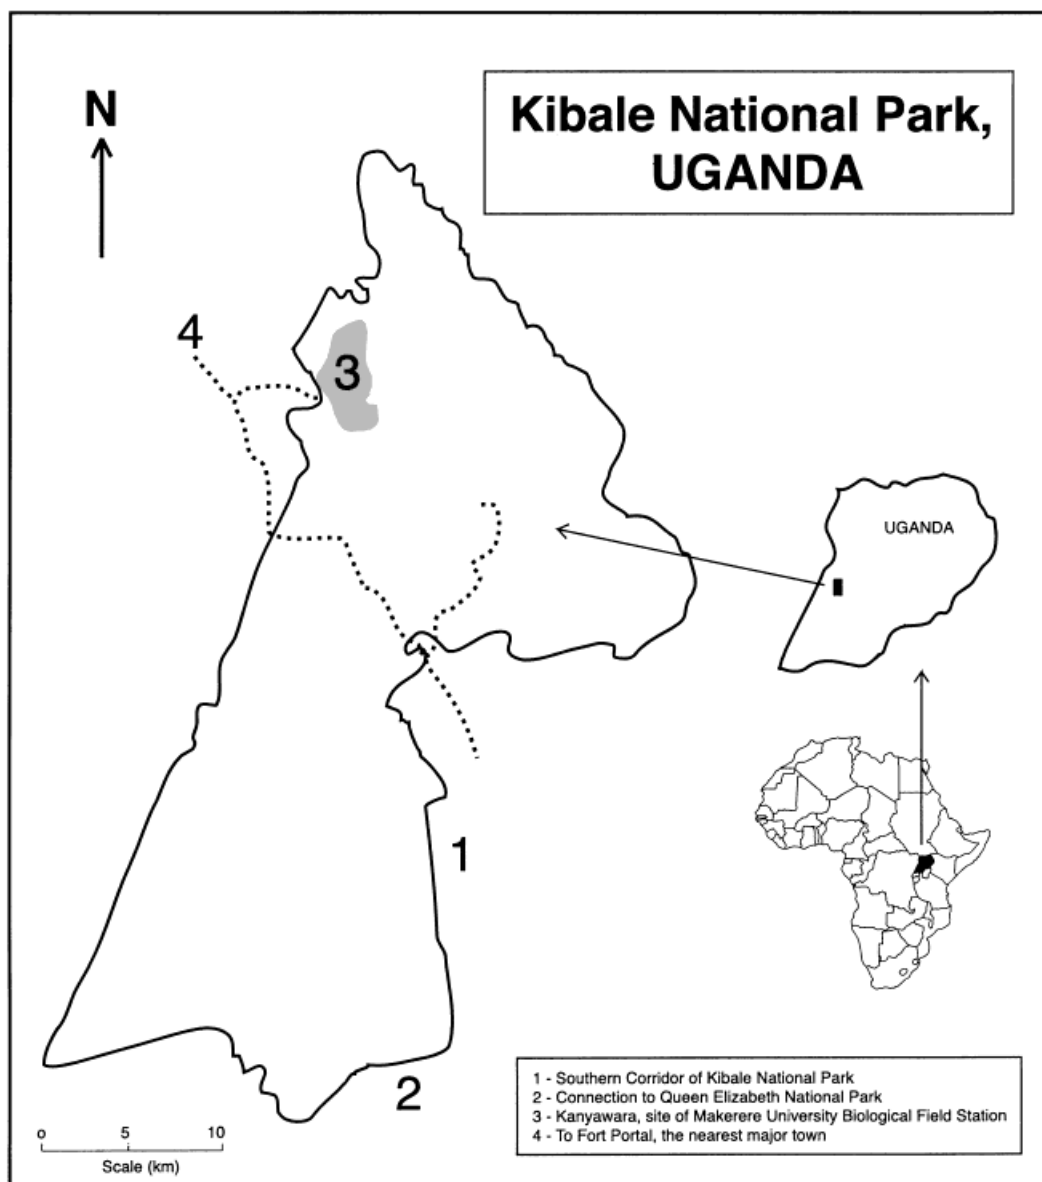 Kibale National Park,
UGANDA
N
4
3
UGANDA
1
2
1 - Southern Corridor of Kibale National Park
2 - Connection to Queen Elizabeth National Park
3 - Kanyawara, site of Makerere University Biological Field Station
4 - To Fort Portal, the nearest major town
0 5 10
Scale (km)